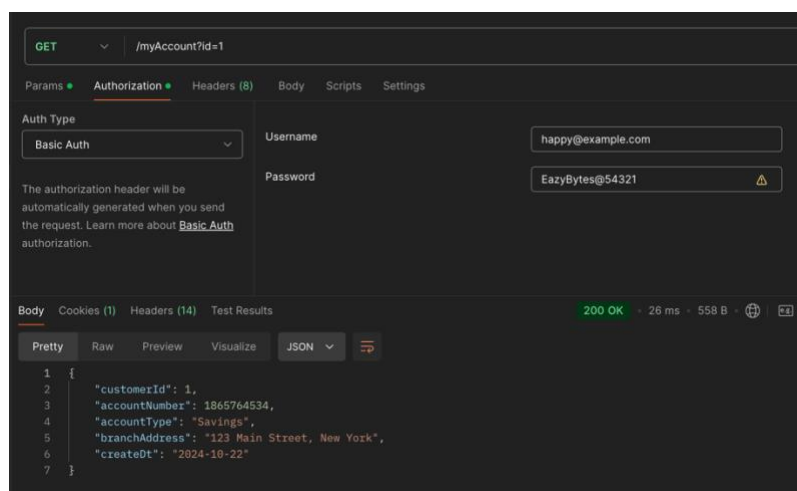 GET /myAccount?id=1
Params Authorization Headers (8) Body Scripts Settings
Auth Type
Basic Auth
The authorization header will be
automatically generated when you send
the request. Learn more about Basic Auth
authorization.
Username happy@example.com
Password EazyBytes@54321
Body Cookies (1) Headers (14) Test Results 200 OK 26 ms 558 B e.g.
Pretty Raw Preview Visualize JSON
1 {
2 "customerId": 1,
3 "accountNumber": 1865764534,
4 "accountType": "Savings",
5 "branchAddress": "123 Main Street, New York",
6 "createDt": "2024-10-22"
7 }